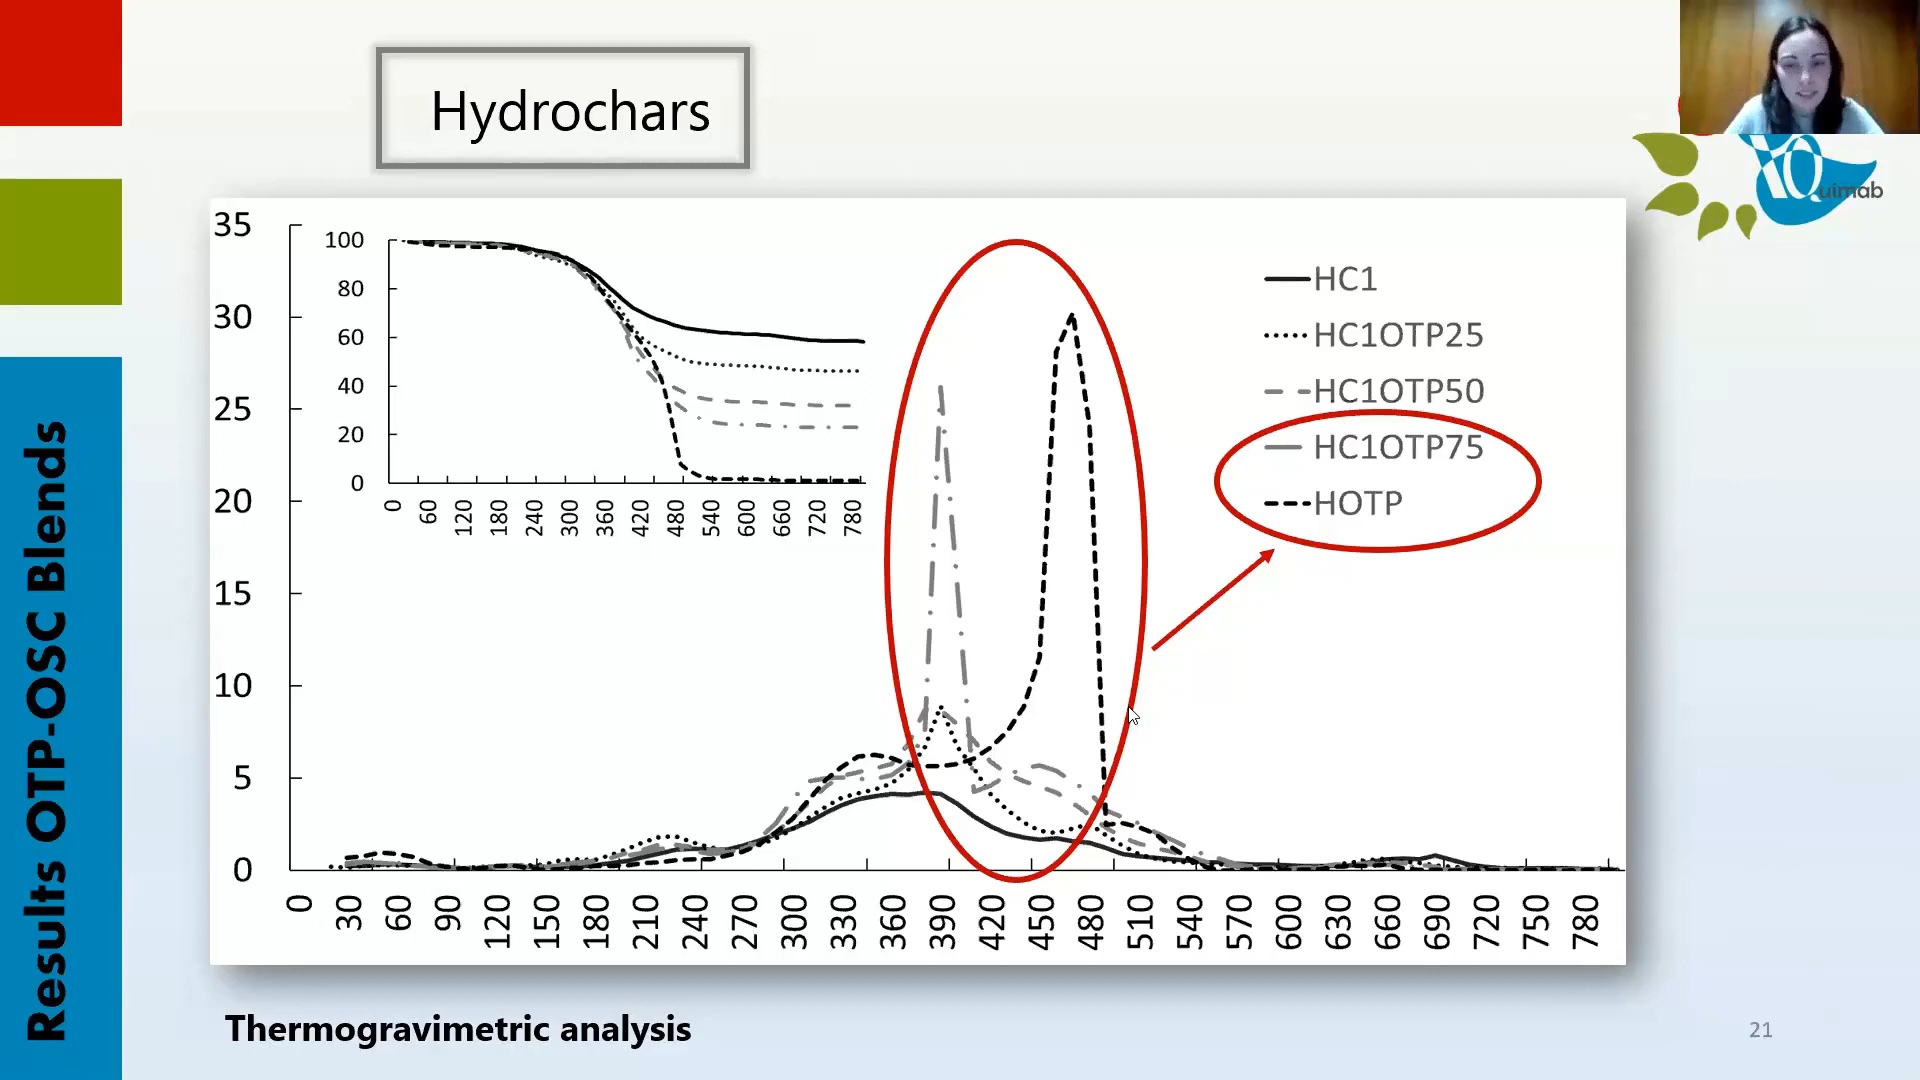 Hydrochars
XQuimab
35
30
25
20
15
10
5
0
100
80
60
40
20
0
0 60 120 180 240 300 360 420 480 540 600 660 720 780
HC1
HC1OTP25
HC1OTP50
HC1OTP75
HOTP
0 30 60 90 120 150 180 210 240 270 300 330 360 390 420 450 480 510 540 570 600 630 660 690 720 750 780
Results OTP-OSC Blends
Thermogravimetric analysis
21